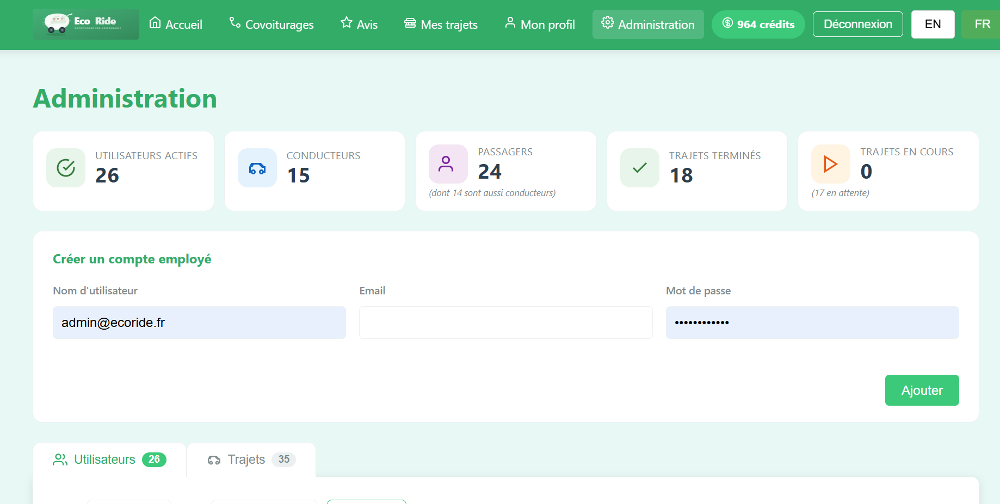 Eco Ride
Accueil
Covoiturages
Avis
Mes trajets
Mon profil
Administration
964 crédits
Déconnexion
EN
FR
Administration
UTILISATEURS ACTIFS
26
CONDUCTEURS
15
PASSAGERS
24
(dont 14 sont aussi conducteurs)
TRAJETS TERMINÉS
18
TRAJETS EN COURS
0
(17 en attente)
Créer un compte employé
Nom d'utilisateur
Email
Mot de passe
admin@ecoride.fr
••••••••••••
Ajouter
Utilisateurs 26
Trajets 35